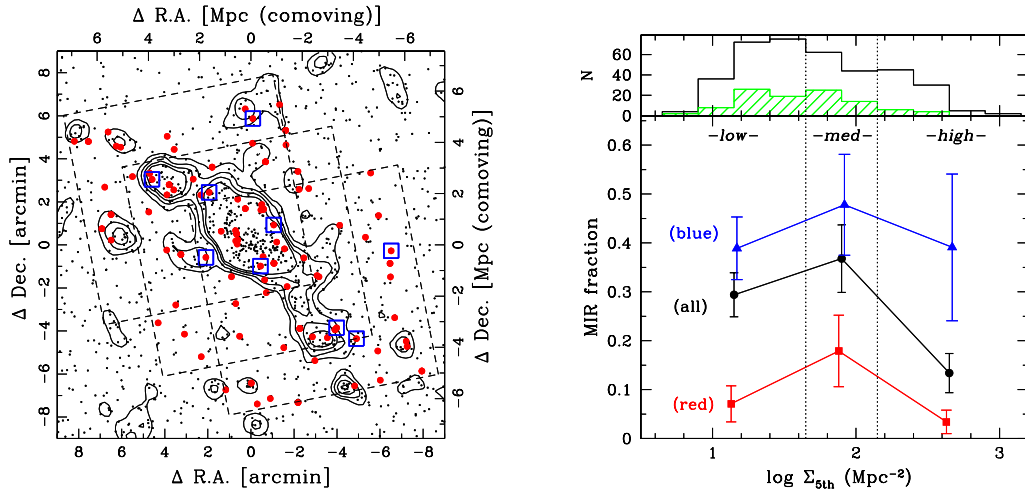 Δ R.A. [Mpc (comoving)]
6 4 2 0 −2 −4 −6
8
6
4
2
0
−2
−4
−6
−8
Δ Dec. [arcmin]
6
4
2
0
−2
−4
−6
Δ Dec. [Mpc (comoving)]
8 6 4 2 0 −2 −4 −6 −8
Δ R.A. [arcmin]
80
60
40
20
0
N
−low− −med− −high−
0.6
0.5
0.4
0.3
0.2
0.1
0
MIR fraction
(blue)
(all)
(red)
1 2 3
log Σ5th (Mpc−2)